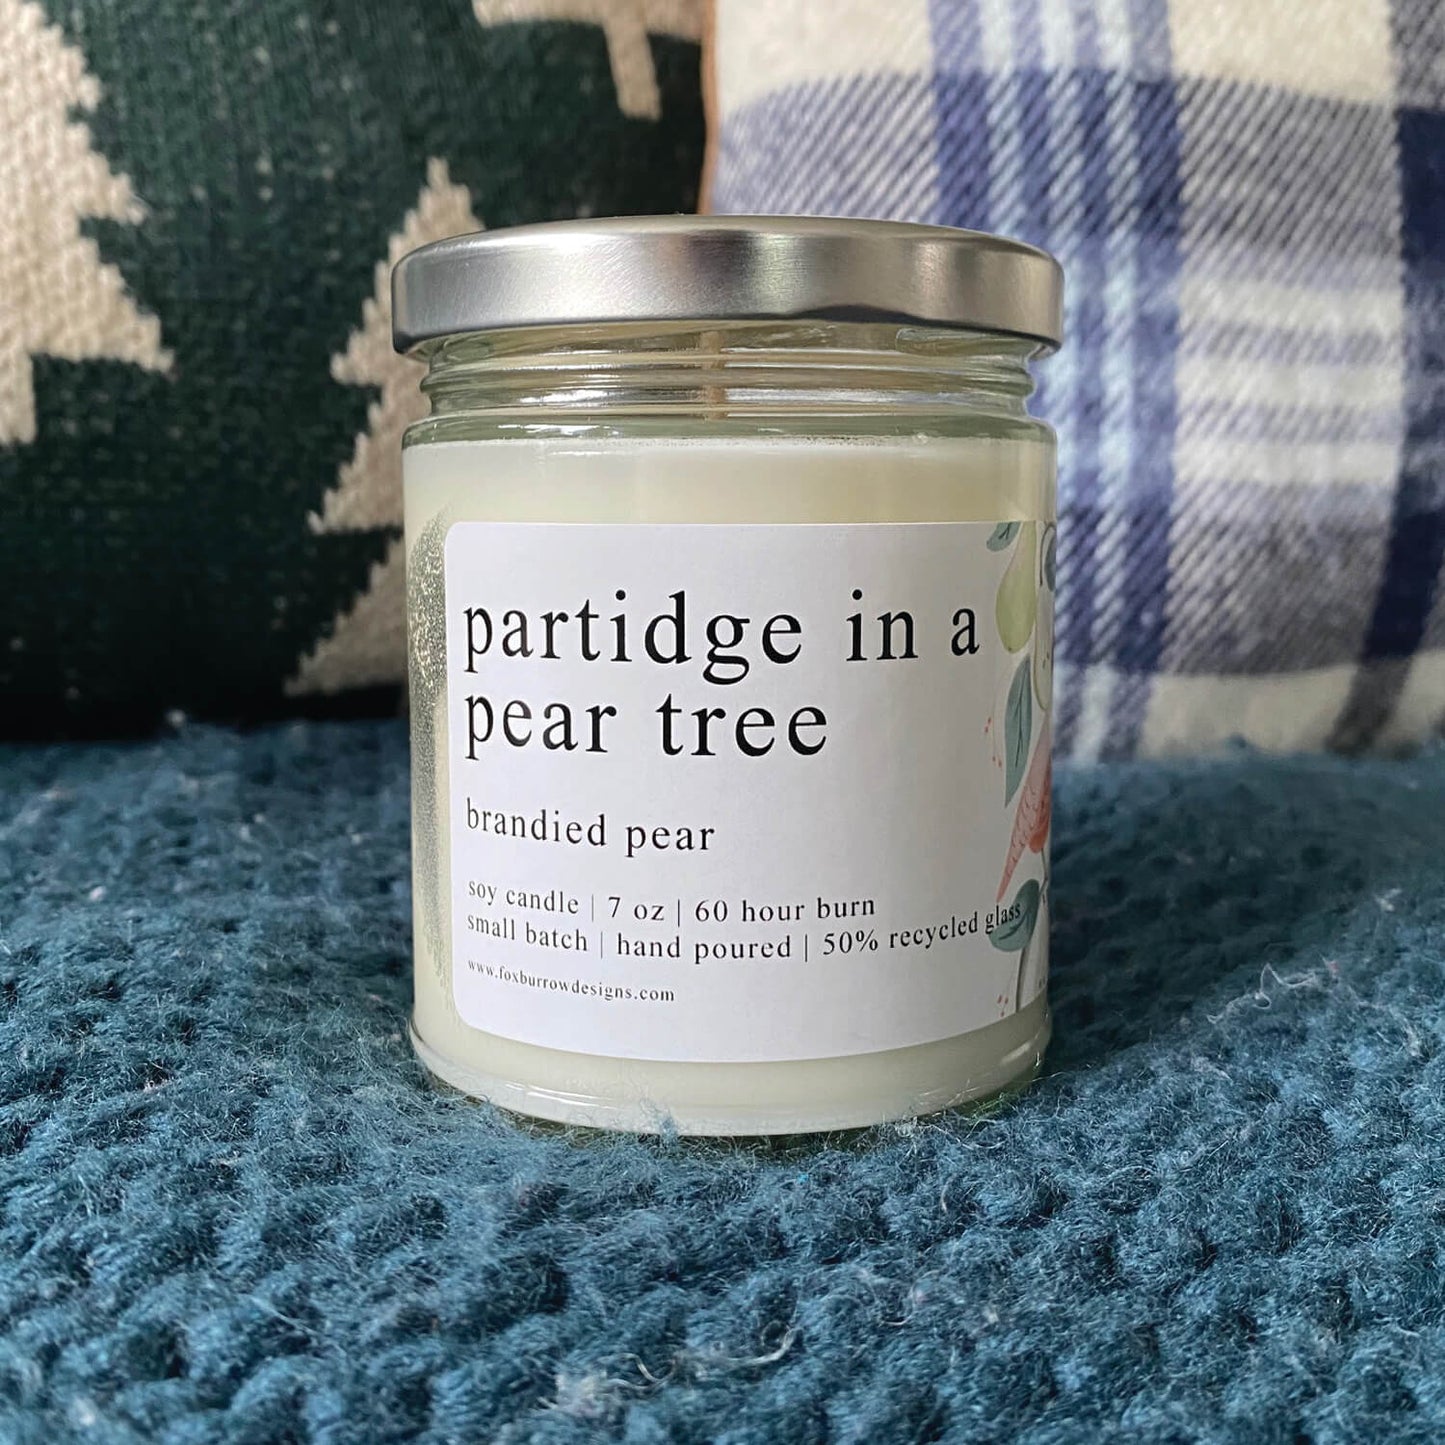 partidge in a
pear tree
brandied pear
soy candle | 7 oz | 60 hour burn
small batch | hand poured | 50% recycled glass
www.foxburrowdesigns.com